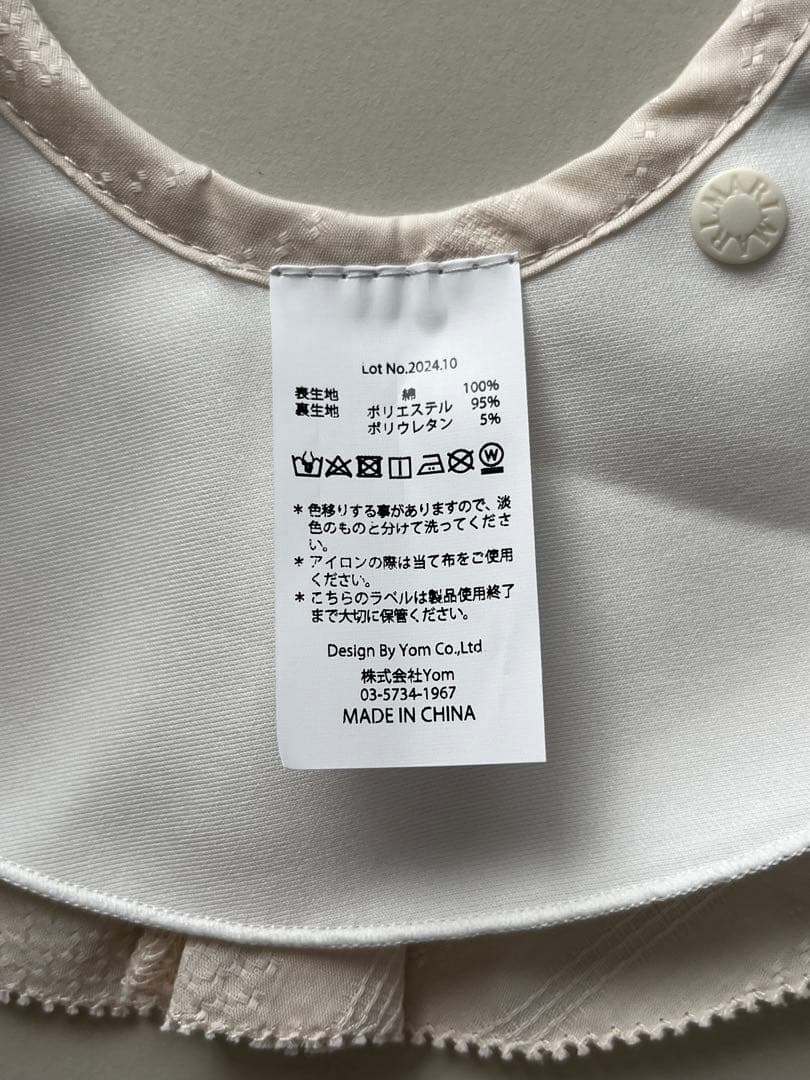 MARLMARL
Lot No.2024.10
表生地 綿 100%
裏生地 ポリエステル 95%
ポリウレタン 5%
W
＊色移りする事がありますので、淡
色のものと分けて洗ってくださ
い。
＊アイロンの際は当て布をご使用
ください。
＊こちらのラベルは製品使用終了
まで大切に保管ください。
Design By Yom Co.,Ltd
株式会社Yom
03-5734-1967
MADE IN CHINA